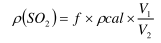 ρ(SO₂) = f × ρcal × V₁/V₂